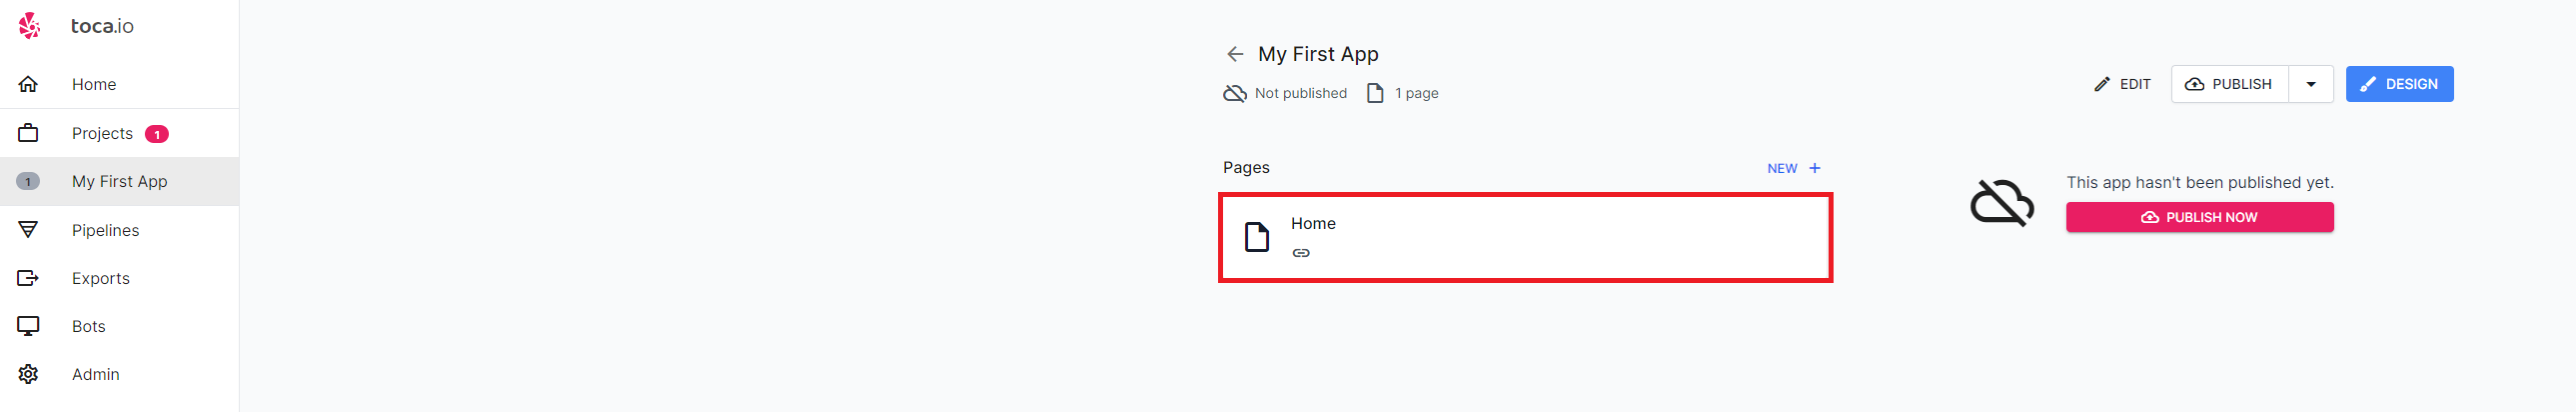 toca.io
Home
Projects 1
1 My First App
Pipelines
Exports
Bots
Admin
My First App
Not published 1 page
EDIT PUBLISH DESIGN
Pages NEW +
Home
This app hasn't been published yet.
PUBLISH NOW